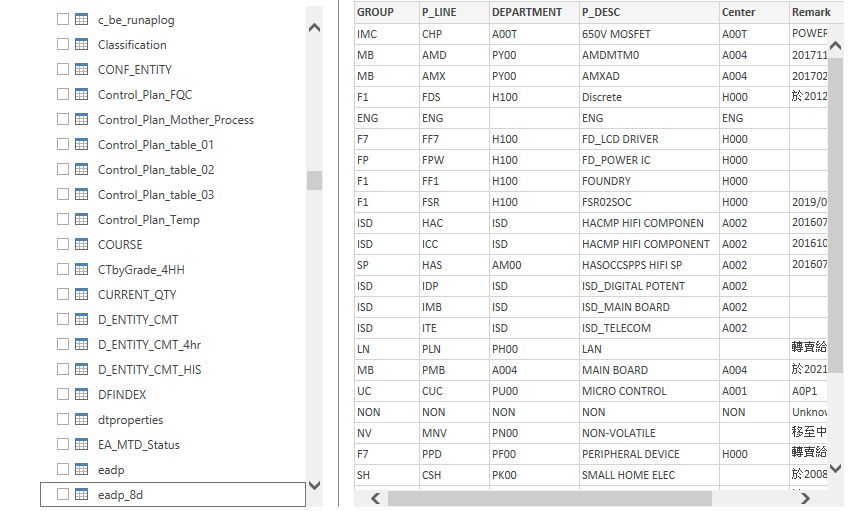 c_be_runaplog
Classification
CONF_ENTITY
Control_Plan_FQC
Control_Plan_Mother_Process
Control_Plan_table_01
Control_Plan_table_02
Control_Plan_table_03
Control_Plan_Temp
COURSE
CTbyGrade_4HH
CURRENT_QTY
D_ENTITY_CMT
D_ENTITY_CMT_4hr
D_ENTITY_CMT_HIS
DFINDEX
dtproperties
EA_MTD_Status
eadp
eadp_8d
GROUP P_LINE DEPARTMENT P_DESC Center Remark
IMC CHP A00T 650V MOSFET A00T POWER
MB AMD PY00 AMDMTM0 A004 201711
MB AMX PY00 AMXAD A004 201702
F1 FDS H100 Discrete H000 於2012
ENG ENG ENG ENG
F7 FF7 H100 FD_LCD DRIVER H000
FP FPW H100 FD_POWER IC H000
F1 FF1 H100 FOUNDRY H000
F1 FSR H100 FSR02SOC H000 2019/0
ISD HAC ISD HACMP HIFI COMPONEN A002 201607
ISD ICC ISD HACMP HIFI COMPONENT A002 201610
SP HAS AM00 HASOCCSPPS HIFI SP A002 201607
ISD IDP ISD ISD_DIGITAL POTENT A002
ISD IMB ISD ISD_MAIN BOARD A002
ISD ITE ISD ISD_TELECOM A002
LN PLN PH00 LAN 轉賣給
MB PMB A004 MAIN BOARD A004 於2021
UC CUC PU00 MICRO CONTROL A001 A0P1
NON NON NON NON NON Unknow
NV MNV PN00 NON-VOLATILE 移至中
F7 PPD PF00 PERIPHERAL DEVICE H000 轉賣給
SH CSH PK00 SMALL HOME ELEC 於2008